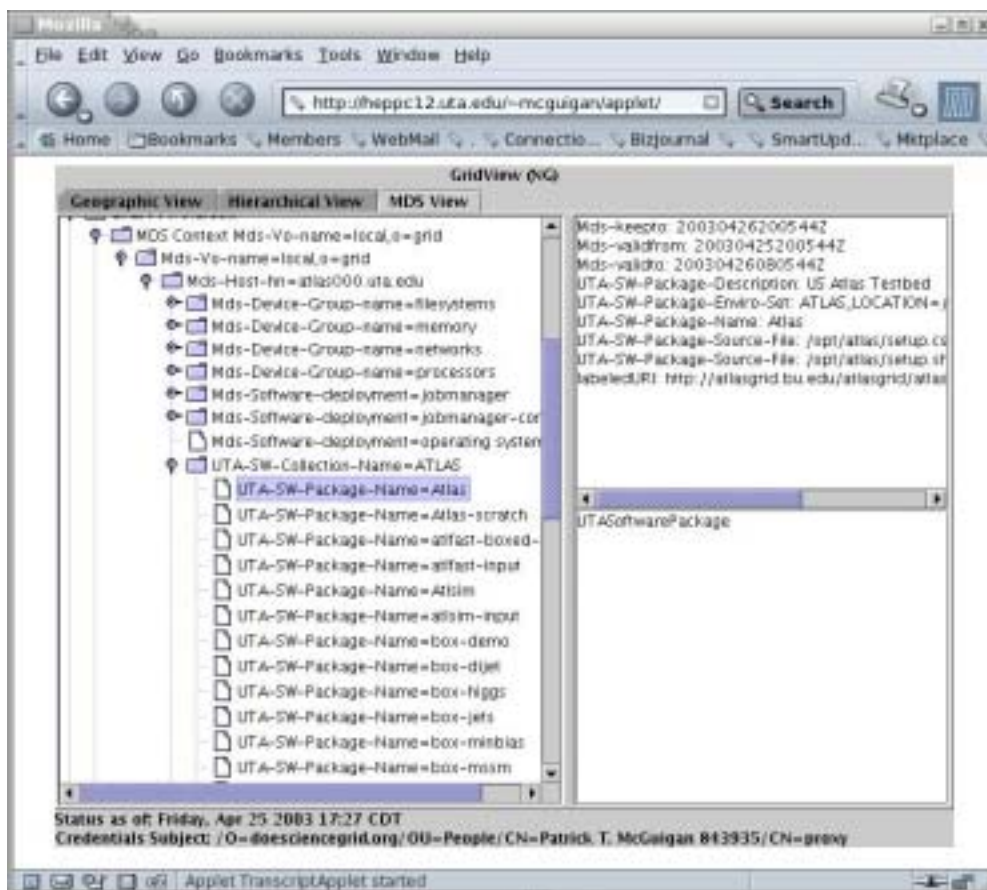 Mozilla
File Edit View Go Bookmarks Tools Window Help
http://heppc12.uta.edu/~mcguigan/applet/ Search
Home Bookmarks Members WebMail Connectio... Bizjournal SmartUpd... Mktplace
GridView (NG)
Geographic View Hierarchical View MDS View
MDS Context Mds-Vo-name=local,o=grid
Mds-Vo-name=local,o=grid
Mds-Host-hn=atlas000.uta.edu
Mds-Device-Group-name=filesystems
Mds-Device-Group-name=memory
Mds-Device-Group-name=networks
Mds-Device-Group-name=processors
Mds-Software-deployment=jobmanager
Mds-Software-deployment=jobmanager-cor
Mds-Software-deployment=operating system
UTA-SW-Collection-Name=ATLAS
UTA-SW-Package-Name=Atlas
UTA-SW-Package-Name=Atlas-scratch
UTA-SW-Package-Name=atlfast-boxed-
UTA-SW-Package-Name=atlfast-input
UTA-SW-Package-Name=Atlsim
UTA-SW-Package-Name=atlsim-input
UTA-SW-Package-Name=box-demo
UTA-SW-Package-Name=box-dijet
UTA-SW-Package-Name=box-higgs
UTA-SW-Package-Name=box-jets
UTA-SW-Package-Name=box-minbias
UTA-SW-Package-Name=box-mssm
Mds-keepto: 20030426200544Z
Mds-validfrom: 20030425200544Z
Mds-validto: 20030426080544Z
UTA-SW-Package-Description: US Atlas Testbed
UTA-SW-Package-Enviro-Set: ATLAS_LOCATION=/
UTA-SW-Package-Name: Atlas
UTA-SW-Package-Source-File: /opt/atlas/setup.cs
UTA-SW-Package-Source-File: /opt/atlas/setup.sh
labeledURI: http://atlasgrid.bu.edu/atlasgrid/atlas
UTASoftwarePackage
Status as of: Friday, Apr 25 2003 17:27 CDT
Credentials Subject: /O=doesciencegrid.org/OU=People/CN=Patrick T. McGuigan 843935/CN=proxy
Applet TranscriptApplet started